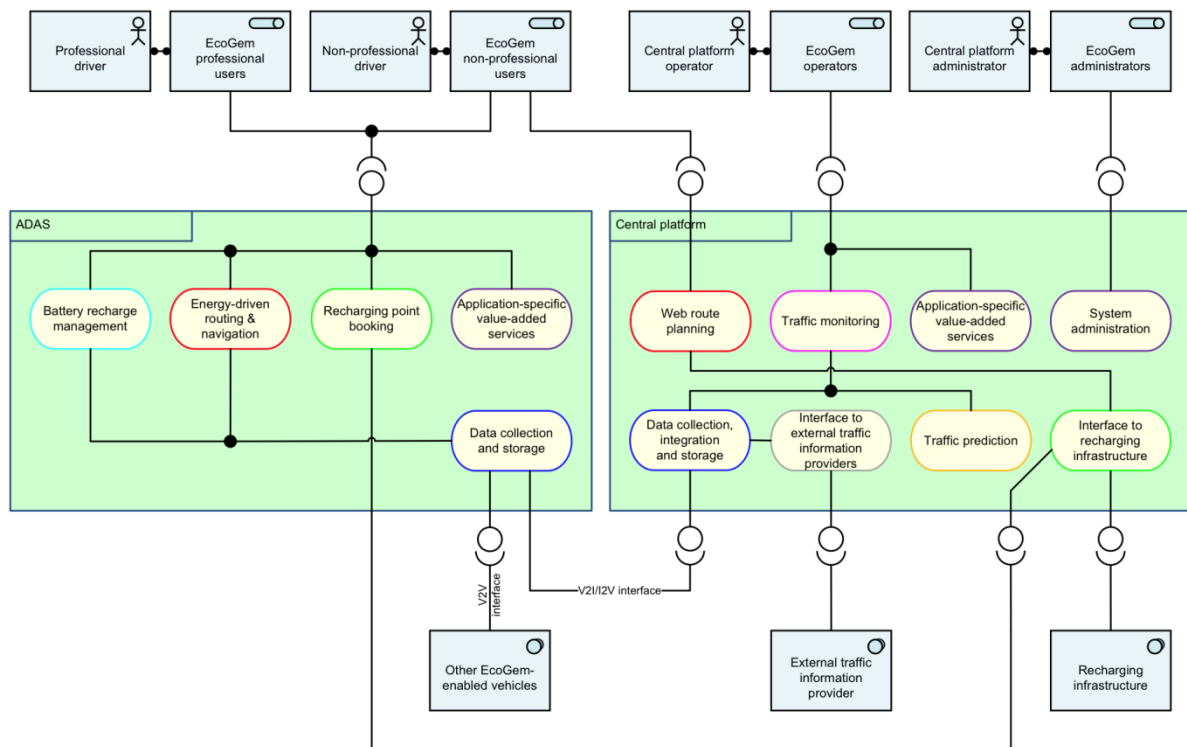 Professional
driver
EcoGem
professional
users
Non-professional
driver
EcoGem
non-professional
users
Central platform
operator
EcoGem
operators
Central platform
administrator
EcoGem
administrators
ADAS
Central platform
Battery recharge
management
Energy-driven
routing &
navigation
Recharging point
booking
Application-specific
value-added
services
Web route
planning
Traffic monitoring
Application-specific
value-added
services
System
administration
Data collection
and storage
Data collection,
integration
and storage
Interface to
external traffic
information
providers
Traffic prediction
Interface to
recharging
infrastructure
V2V
interface
V2I/I2V interface
Other EcoGem-
enabled vehicles
External traffic
information
provider
Recharging
infrastructure